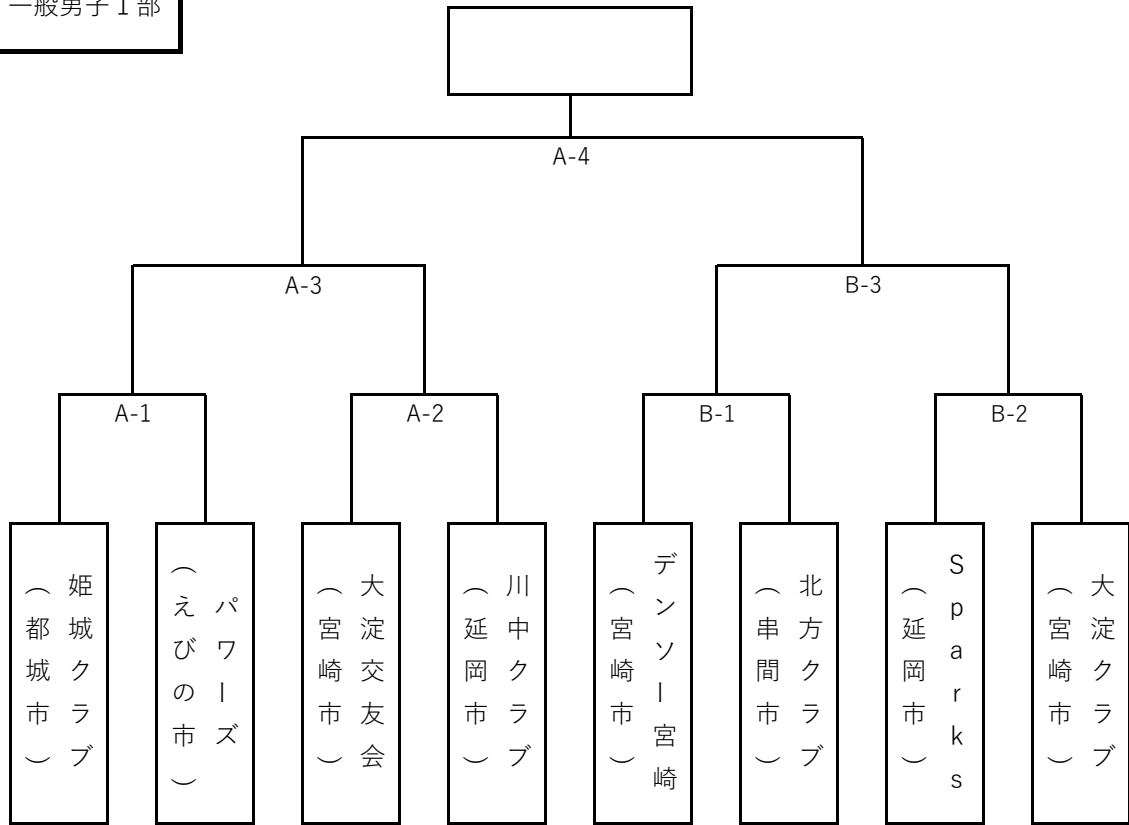 一般男子１部
A-4
A-3
B-3
A-1
A-2
B-1
B-2
姫城クラブ
（都城市）
パワーズ
（えびの市）
大淀交友会
（宮崎市）
川中クラブ
（延岡市）
デンソー宮崎
（宮崎市）
北方クラブ
（串間市）
Sparks
（延岡市）
大淀クラブ
（宮崎市）